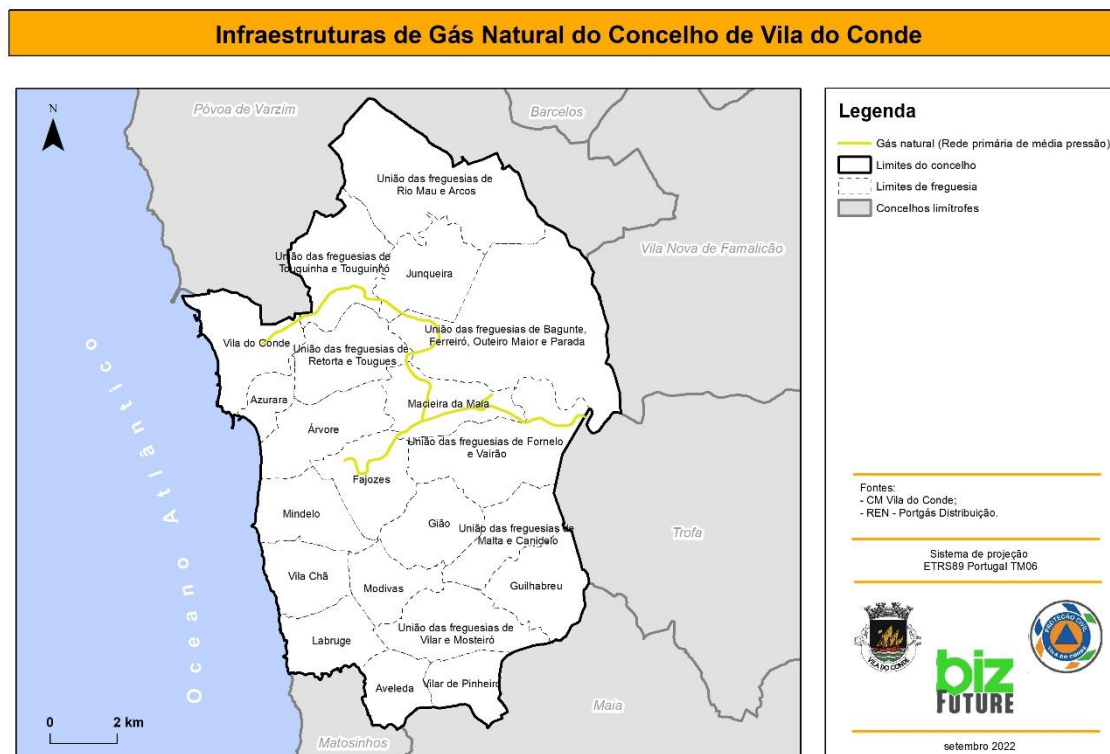 Infraestruturas de Gás Natural do Concelho de Vila do Conde
N
Póvoa de Varzim
Barcelos
União das freguesias de
Rio Mau e Arcos
Vila Nova de Famalicão
União das freguesias de
Touguinha e Touguinhó
Junqueira
Vila do Conde
União das freguesias de
Retorta e Tougues
União das freguesias de Bagunte,
Ferreiró, Outeiro Maior e Parada
Azurara
Macieira da Maia
Árvore
União das freguesias de Fornelo
e Vairão
Fajozes
Mindelo
Gião
União das freguesias de
Malta e Canidelo
Trofa
Vila Chã
Modivas
Guilhabreu
Labruge
União das freguesias de
Vilar e Mosteiró
Aveleda
Vilar de Pinheiro
Maia
Matosinhos
Oceano Atlântico
0 2 km
Legenda
Gás natural (Rede primária de média pressão)
Limites do concelho
Limites de freguesia
Concelhos limítrofes
Fontes:
- CM Vila do Conde;
- REN - Portgás Distribuição.
Sistema de projeção
ETRS89 Portugal TM06
VILA DO CONDE
biz
FUTURE
PROTEÇÃO CIVIL
VILA DO CONDE
setembro 2022